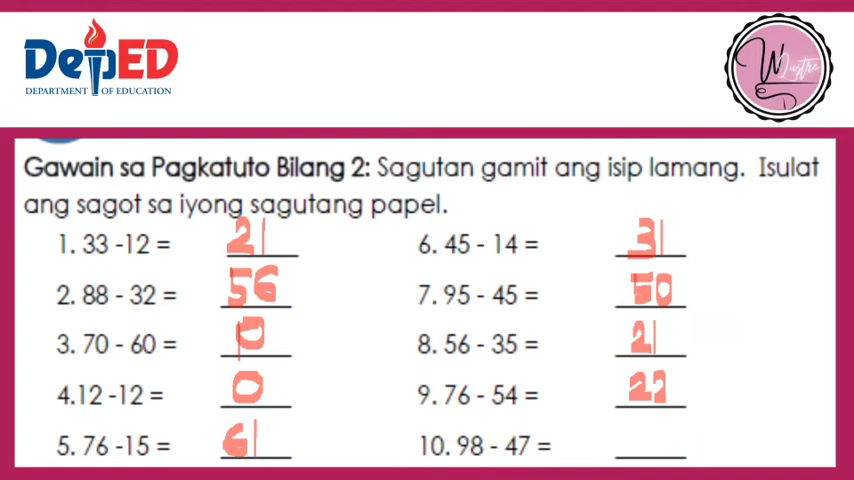 DepED
DEPARTMENT OF EDUCATION
Gawain sa Pagkatuto Bilang 2: Sagutan gamit ang isip lamang. Isulat
ang sagot sa iyong sagutang papel.
1. 33 -12 = 21
2. 88 - 32 = 56
3. 70 - 60 = 10
4.12 -12 = 0
5. 76 -15 = 61
6. 45 - 14 = 31
7. 95 - 45 = 50
8. 56 - 35 = 21
9. 76 - 54 = 22
10. 98 - 47 = ____